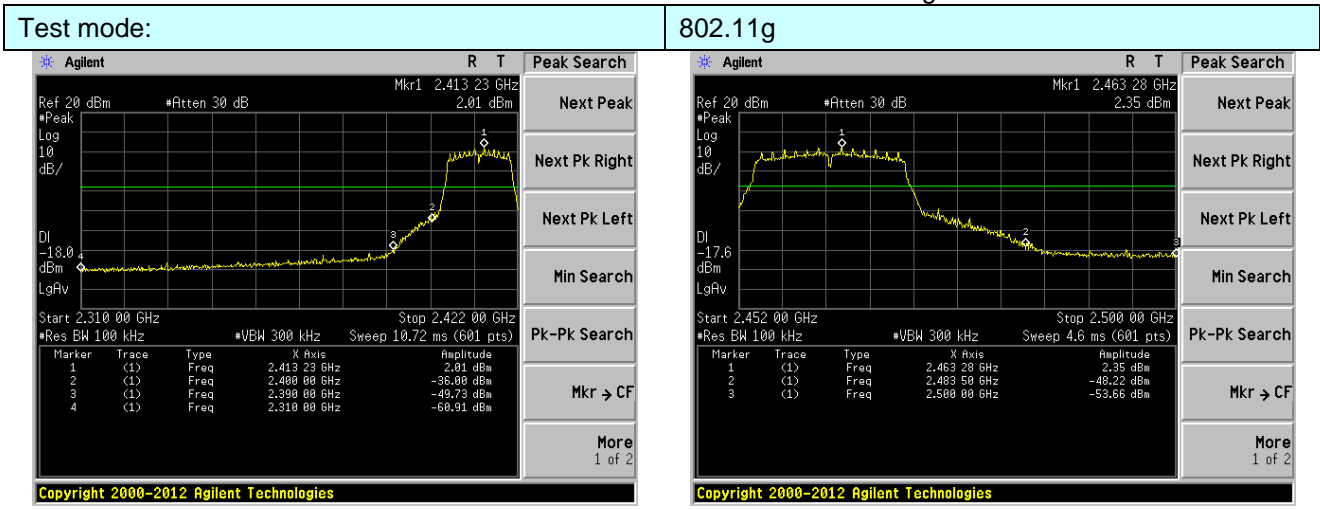 Test mode:
802.11g
Agilent R T Peak Search
Mkr1 2.413 23 GHz
Ref 20 dBm #Atten 30 dB 2.01 dBm
#Peak
Log
10
dB/
1
2
3
4
DI
-18.0
dBm
LgAv
Start 2.310 00 GHz Stop 2.422 00 GHz
#Res BW 100 kHz #VBW 300 kHz Sweep 10.72 ms (601 pts)
Marker Trace Type X Axis Amplitude
1 (1) Freq 2.413 23 GHz 2.01 dBm
2 (1) Freq 2.400 00 GHz -36.00 dBm
3 (1) Freq 2.390 00 GHz -49.73 dBm
4 (1) Freq 2.310 00 GHz -60.91 dBm
Next Peak
Next Pk Right
Next Pk Left
Min Search
Pk-Pk Search
Mkr → CF
More
1 of 2
Copyright 2000-2012 Agilent Technologies
Agilent R T Peak Search
Mkr1 2.463 28 GHz
Ref 20 dBm #Atten 30 dB 2.35 dBm
#Peak
Log
10
dB/
1
2
3
DI
-17.6
dBm
LgAv
Start 2.452 00 GHz Stop 2.500 00 GHz
#Res BW 100 kHz #VBW 300 kHz Sweep 4.6 ms (601 pts)
Marker Trace Type X Axis Amplitude
1 (1) Freq 2.463 28 GHz 2.35 dBm
2 (1) Freq 2.483 50 GHz -48.22 dBm
3 (1) Freq 2.500 00 GHz -53.66 dBm
Next Peak
Next Pk Right
Next Pk Left
Min Search
Pk-Pk Search
Mkr → CF
More
1 of 2
Copyright 2000-2012 Agilent Technologies